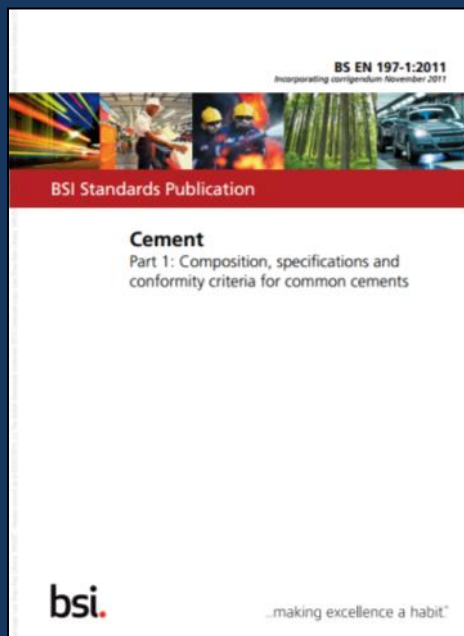 BS EN 197-1:2011
Incorporating corrigendum November 2011
BSI Standards Publication
Cement
Part 1: Composition, specifications and
conformity criteria for common cements
bsi.
...making excellence a habit.™